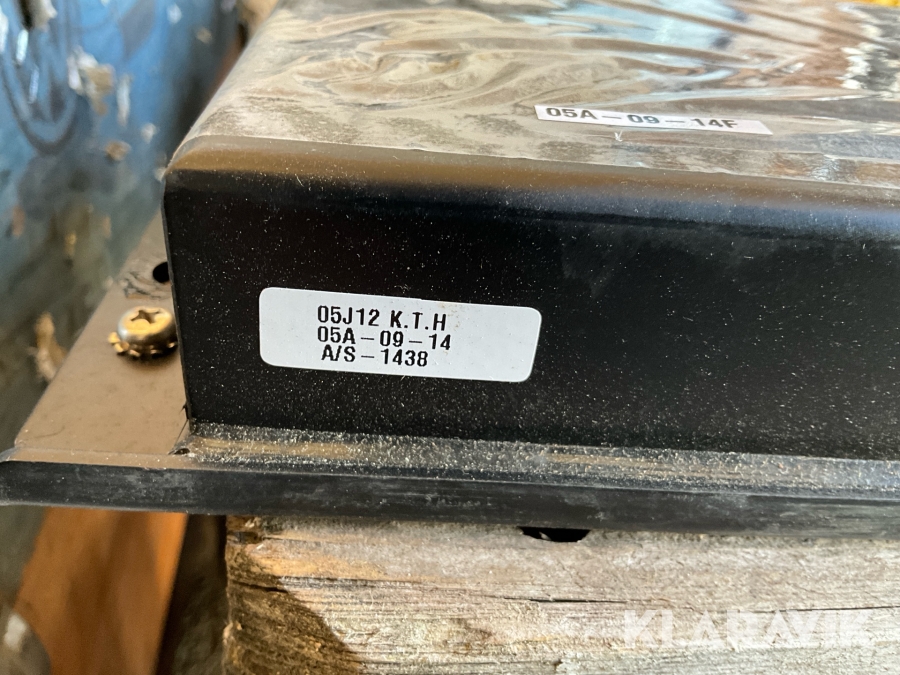 05A-09-14F
05J12 K.T.H
05A-09-14
A/S-1438
KLARAVIK